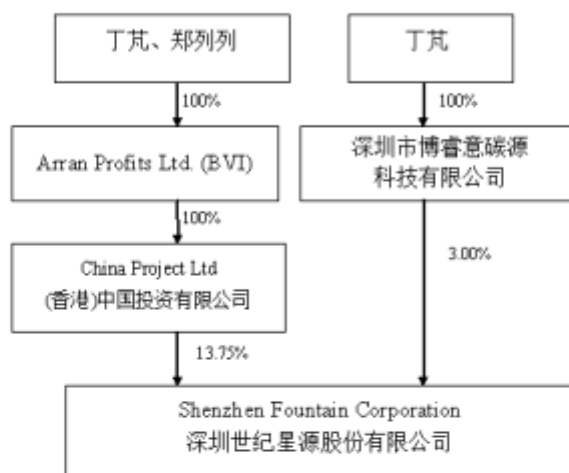 丁芃、郑列列
丁芃
100%
100%
Arran Profits Ltd. (BVI)
深圳市博睿意碳源
科技有限公司
100%
China Project Ltd
(香港)中国投资有限公司
3.00%
13.75%
Shenzhen Fountain Corporation
深圳世纪星源股份有限公司